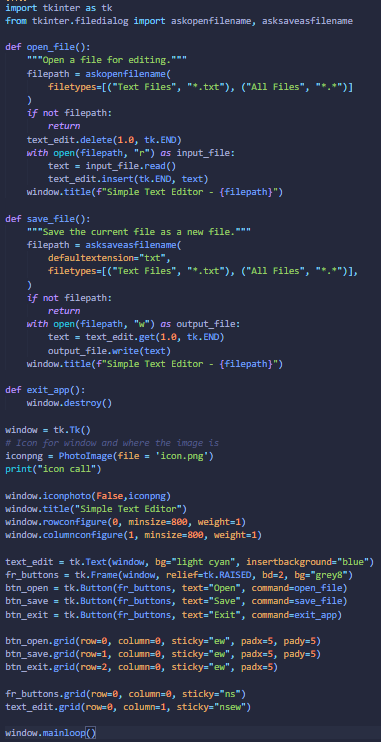 import tkinter as tk
from tkinter.filedialog import askopenfilename, asksaveasfilename

def open_file():
    """Open a file for editing."""
    filepath = askopenfilename(
        filetypes=[("Text Files", "*.txt"), ("All Files", "*.*")]
    )
    if not filepath:
        return
    text_edit.delete(1.0, tk.END)
    with open(filepath, "r") as input_file:
        text = input_file.read()
        text_edit.insert(tk.END, text)
    window.title(f"Simple Text Editor - {filepath}")

def save_file():
    """Save the current file as a new file."""
    filepath = asksaveasfilename(
        defaultextension="txt",
        filetypes=[("Text Files", "*.txt"), ("All Files", "*.*")],
    )
    if not filepath:
        return
    with open(filepath, "w") as output_file:
        text = text_edit.get(1.0, tk.END)
        output_file.write(text)
    window.title(f"Simple Text Editor - {filepath}")

def exit_app():
    window.destroy()

window = tk.Tk()
# Icon for window and where the image is
iconpng = PhotoImage(file = 'icon.png')
print("icon call")

window.iconphoto(False,iconpng)
window.title("Simple Text Editor")
window.rowconfigure(0, minsize=800, weight=1)
window.columnconfigure(1, minsize=800, weight=1)

text_edit = tk.Text(window, bg="light cyan", insertbackground="blue")
fr_buttons = tk.Frame(window, relief=tk.RAISED, bd=2, bg="grey8")
btn_open = tk.Button(fr_buttons, text="Open", command=open_file)
btn_save = tk.Button(fr_buttons, text="Save", command=save_file)
btn_exit = tk.Button(fr_buttons, text="Exit", command=exit_app)

btn_open.grid(row=0, column=0, sticky="ew", padx=5, pady=5)
btn_save.grid(row=1, column=0, sticky="ew", padx=5, pady=5)
btn_exit.grid(row=2, column=0, sticky="ew", padx=5)

fr_buttons.grid(row=0, column=0, sticky="ns")
text_edit.grid(row=0, column=1, sticky="nsew")

window.mainloop()